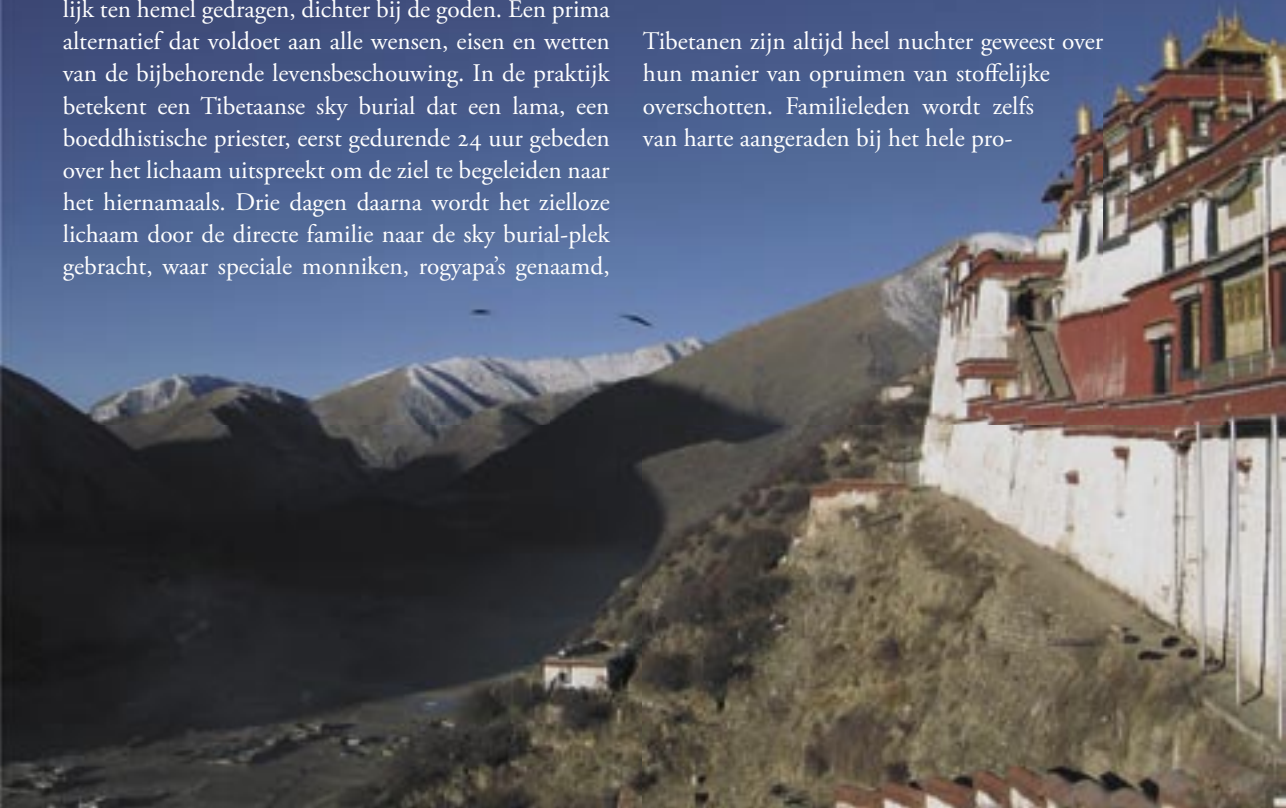 lijk ten hemel gedragen, dichter bij de goden. Een prima
alternatief dat voldoet aan alle wensen, eisen en wetten
van de bijbehorende levensbeschouwing. In de praktijk
betekent een Tibetaanse sky burial dat een lama, een
boeddhistische priester, eerst gedurende 24 uur gebeden
over het lichaam uitspreekt om de ziel te begeleiden naar
het hiernamaals. Drie dagen daarna wordt het zielloze
lichaam door de directe familie naar de sky burial-plek
gebracht, waar speciale monniken, rogyapa’s genaamd,
Tibetanen zijn altijd heel nuchter geweest over
hun manier van opruimen van stoffelijke
overschotten. Familieleden wordt zelfs
van harte aangeraden bij het hele pro-